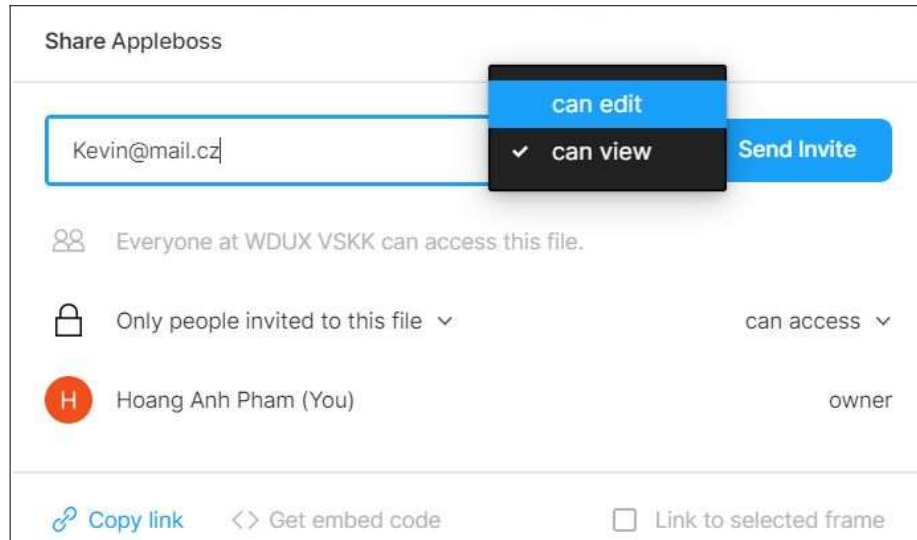 Share Appleboss
can edit
Kevin@mail.cz
can view
Send Invite
Everyone at WDUX VSKK can access this file.
Only people invited to this file
can access
H
Hoang Anh Pham (You)
owner
Copy link
Get embed code
Link to selected frame